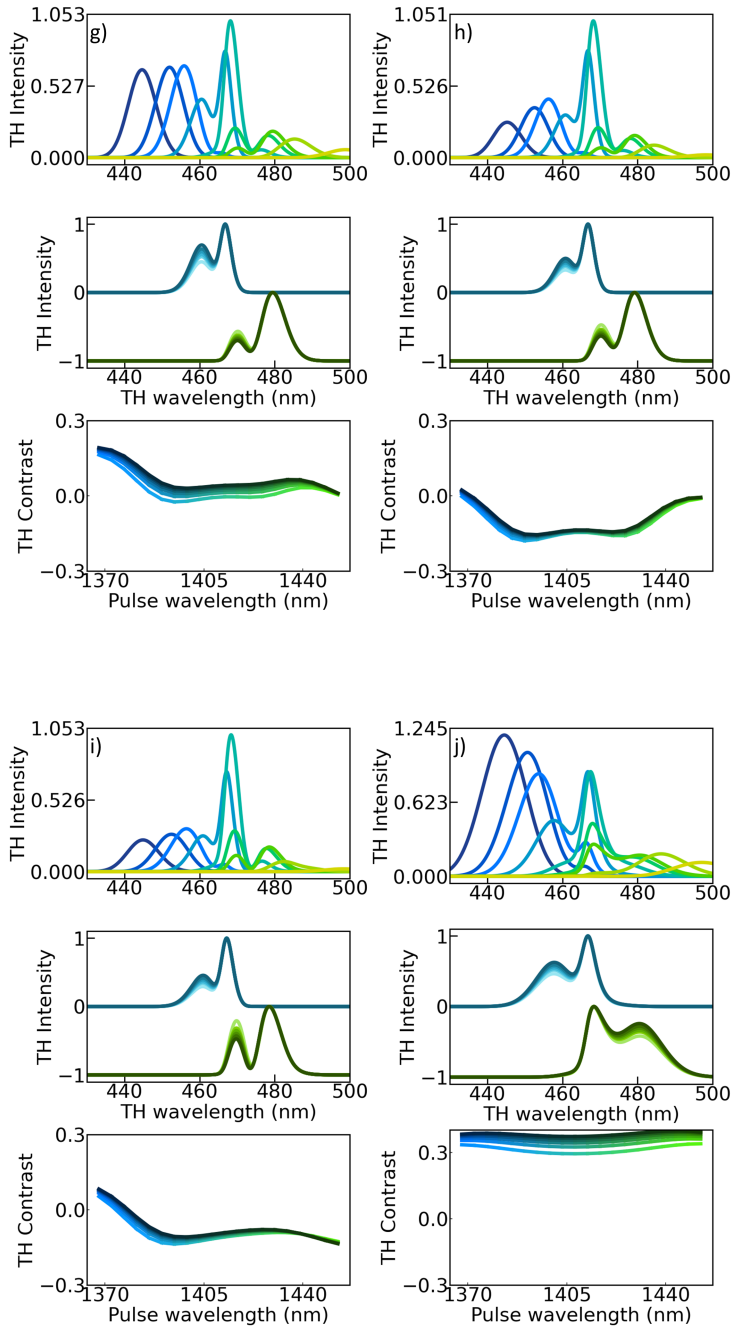 g)
TH Intensity
1.053
0.527
0.000
440 460 480 500
h)
TH Intensity
1.051
0.526
0.000
440 460 480 500
TH Intensity
1
0
−1
440 460 480 500
TH wavelength (nm)
TH Intensity
1
0
−1
440 460 480 500
TH wavelength (nm)
TH Contrast
0.3
0.0
−0.3
1370 1405 1440
Pulse wavelength (nm)
TH Contrast
0.3
0.0
−0.3
1370 1405 1440
Pulse wavelength (nm)
i)
TH Intensity
1.053
0.526
0.000
440 460 480 500
j)
TH Intensity
1.245
0.623
0.000
440 460 480 500
TH Intensity
1
0
−1
440 460 480 500
TH wavelength (nm)
TH Intensity
1
0
−1
440 460 480 500
TH wavelength (nm)
TH Contrast
0.3
0.0
−0.3
1370 1405 1440
Pulse wavelength (nm)
TH Contrast
0.3
0.0
−0.3
1370 1405 1440
Pulse wavelength (nm)